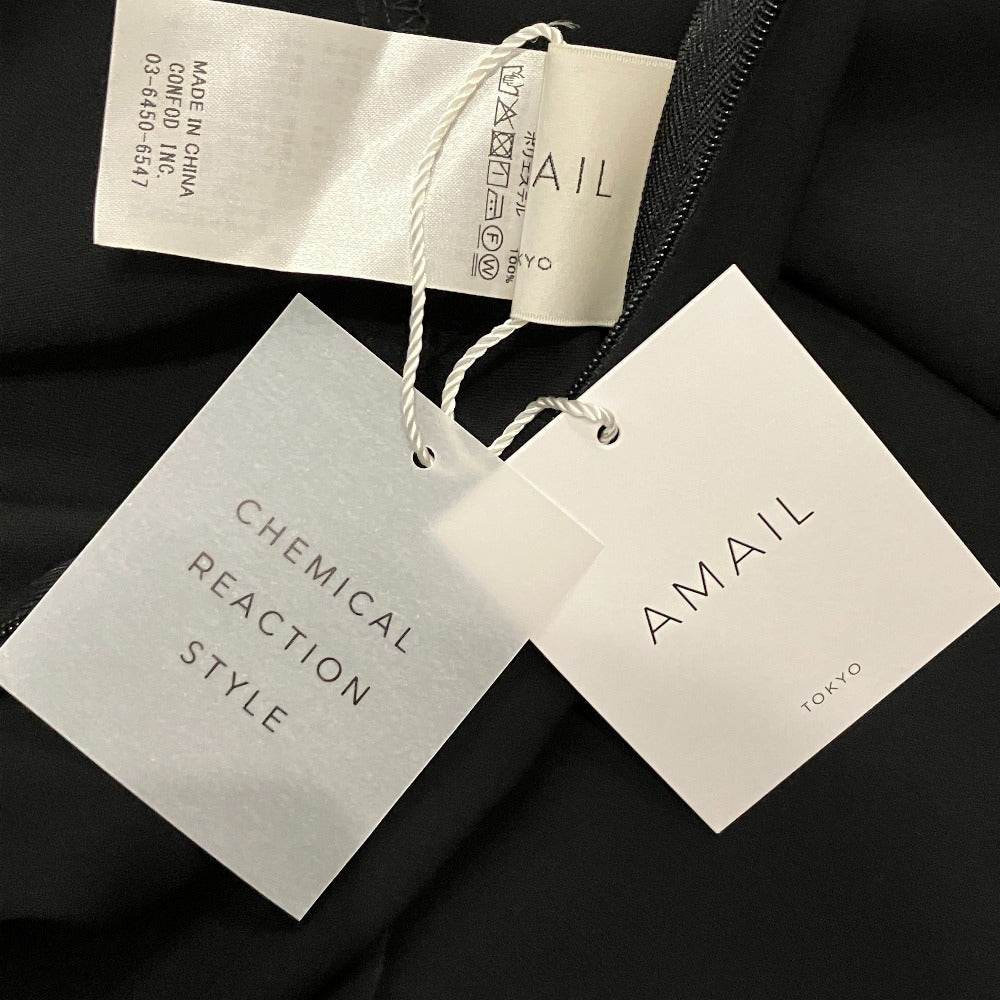 MADE IN CHINA
CONFOD INC.
03-6450-6547
ポリエステル 100%
F
W
AIL
KYO
CHEMICAL
REACTION
STYLE
AMAIL
TOKYO